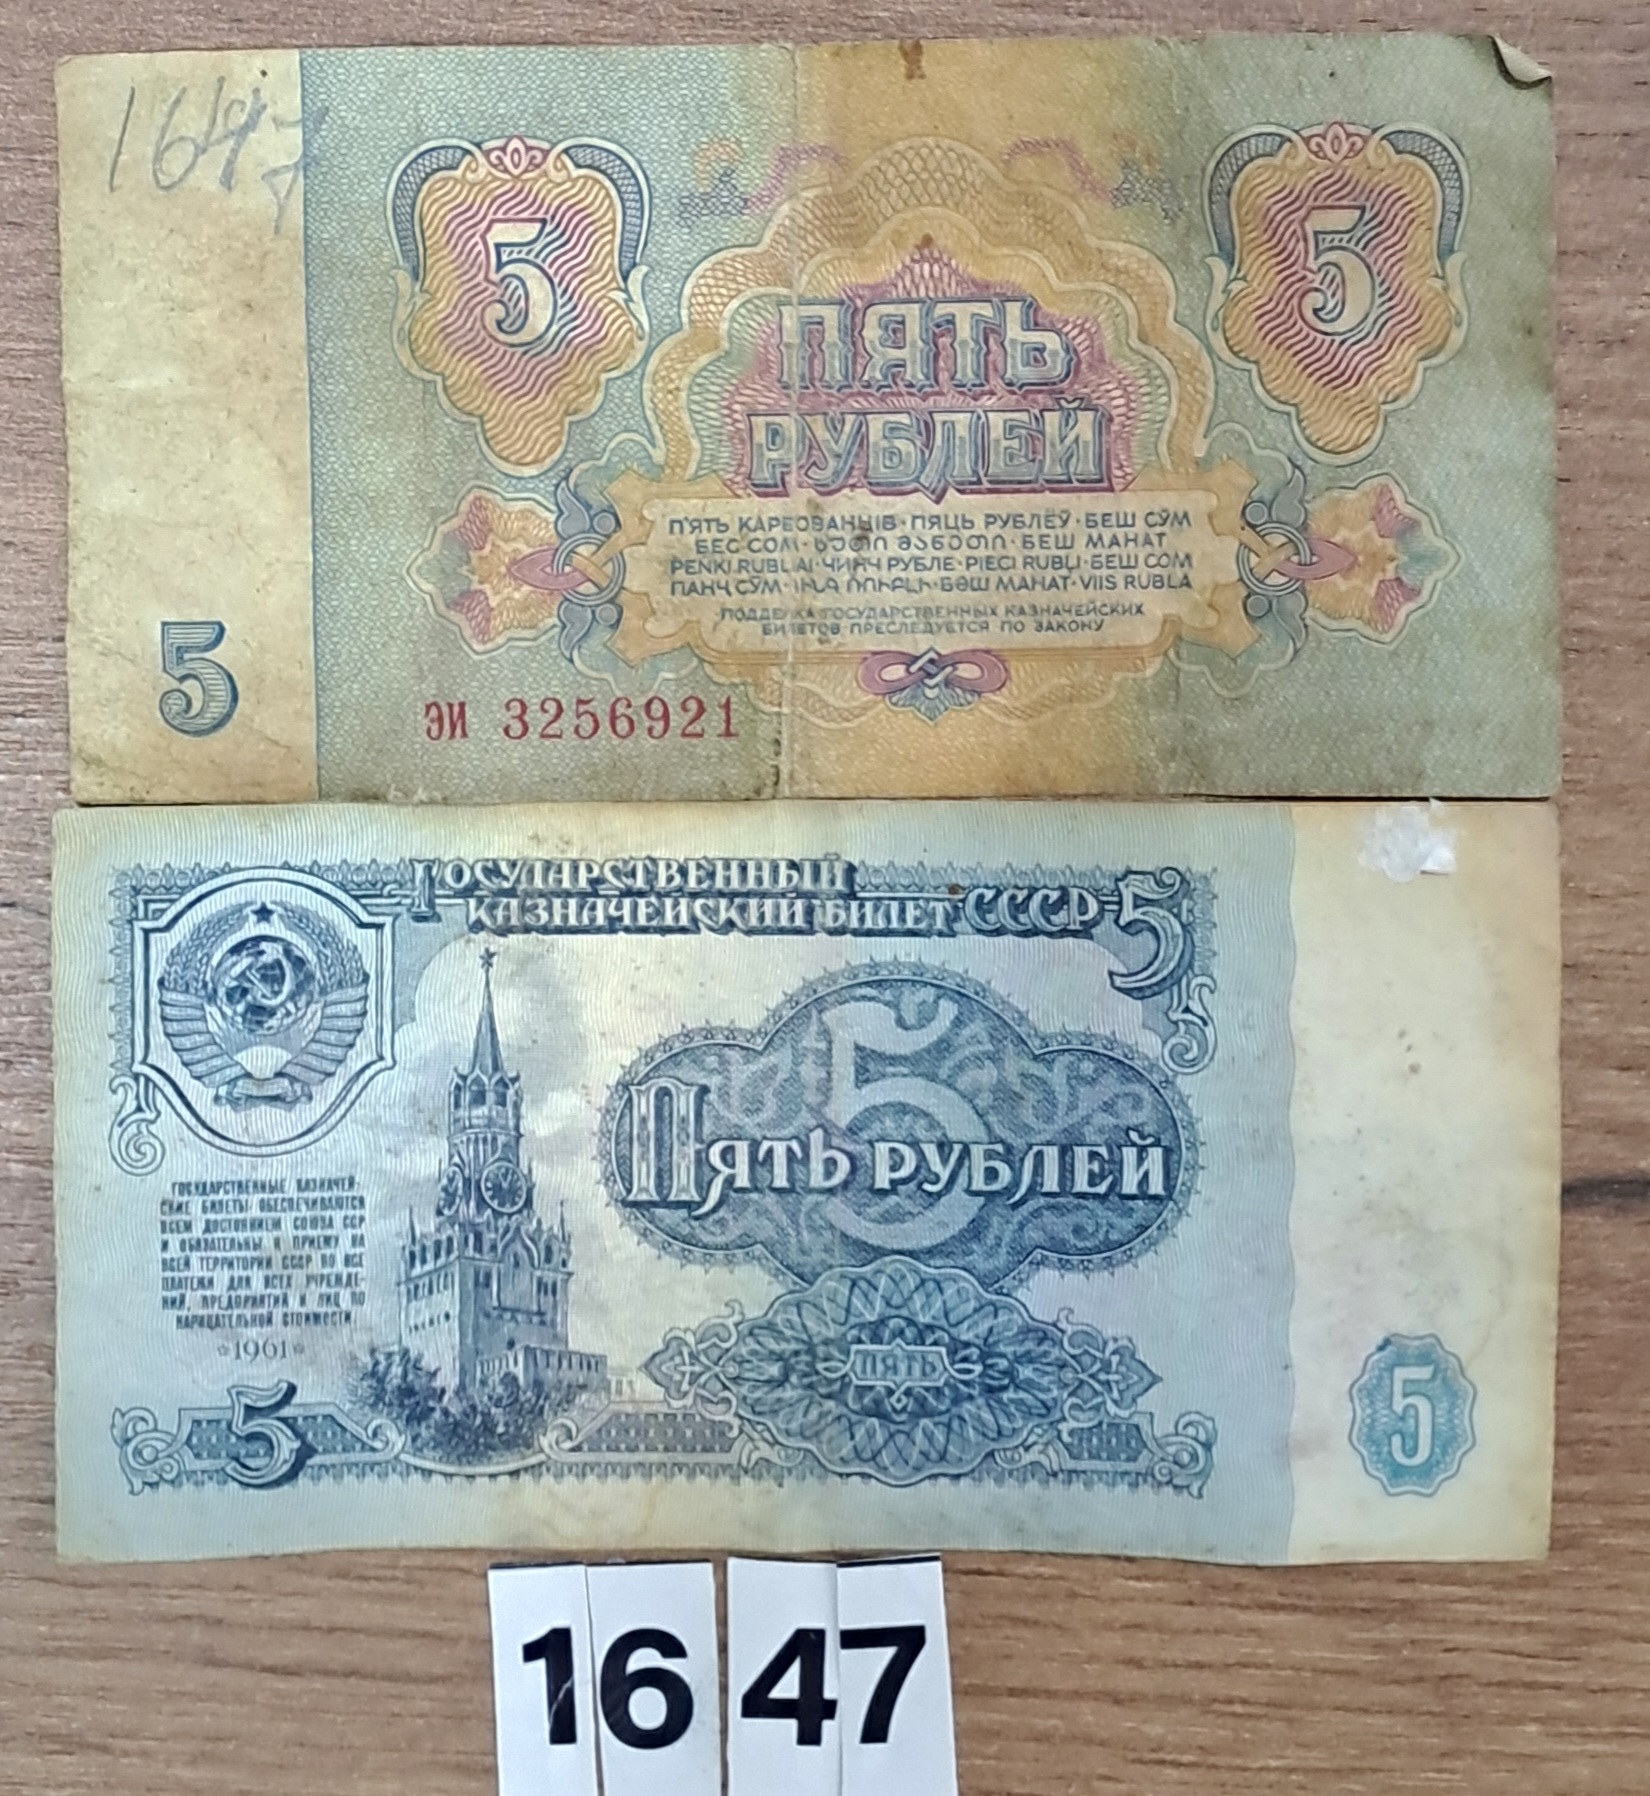 1647
5
5
ПЯТЬ
РУБЛЕЙ
П'ЯТЬ КАРБОВАНЦІВ · ПЯЦЬ РУБЛЁЎ · БЕШ СЎМ
БЕС СОМ · ხუთი მანეთი · БЕШ МАНАТ
PENKI RUBLIAI · ЧИНЧ РУБЛЕ · PIECI RUBĻI · БЕШ СОМ
ПАНҶ СӮМ · ՀԻՆԳ ՌՈՒԲԼԻ · БӘШ МАНАТ · VIIS RUBLA
ПОДДЕЛКА ГОСУДАРСТВЕННЫХ КАЗНАЧЕЙСКИХ
БИЛЕТОВ ПРЕСЛЕДУЕТСЯ ПО ЗАКОНУ
5
ЭИ 3256921
ГОСУДАРСТВЕННЫЙ
КАЗНАЧЕЙСКИЙ БИЛЕТ СССР
5
5
ПЯТЬ РУБЛЕЙ
ГОСУДАРСТВЕННЫЕ КАЗНАЧЕЙ-
СКИЕ БИЛЕТЫ ОБЕСПЕЧИВАЮТСЯ
ВСЕМ ДОСТОЯНИЕМ СОЮЗА ССР
И ОБЯЗАТЕЛЬНЫ К ПРИЕМУ НА
ВСЕЙ ТЕРРИТОРИИ СССР ВО ВСЕ
ПЛАТЕЖИ ДЛЯ ВСЕХ УЧРЕЖДЕ-
НИЙ, ПРЕДПРИЯТИЙ И ЛИЦ ПО
НАРИЦАТЕЛЬНОЙ СТОИМОСТИ
1961
ПЯТЬ
5
5
1647